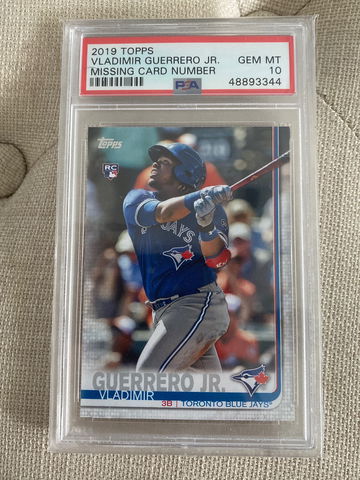 2019 TOPPS
VLADIMIR GUERRERO JR. GEM MT
MISSING CARD NUMBER 10
PSA 48893344
Topps
RC
JAYS
GUERRERO JR.
VLADIMIR
3B | TORONTO BLUE JAYS